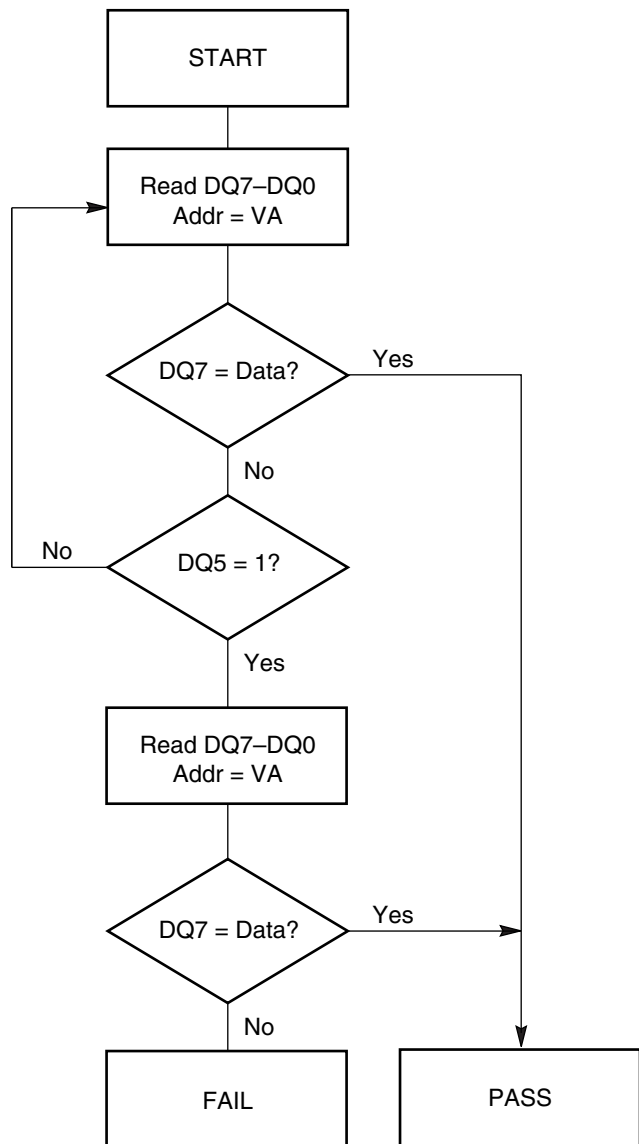 START
Read DQ7–DQ0
Addr = VA
DQ7 = Data?
Yes
No
No
DQ5 = 1?
Yes
Read DQ7–DQ0
Addr = VA
DQ7 = Data?
Yes
No
FAIL
PASS